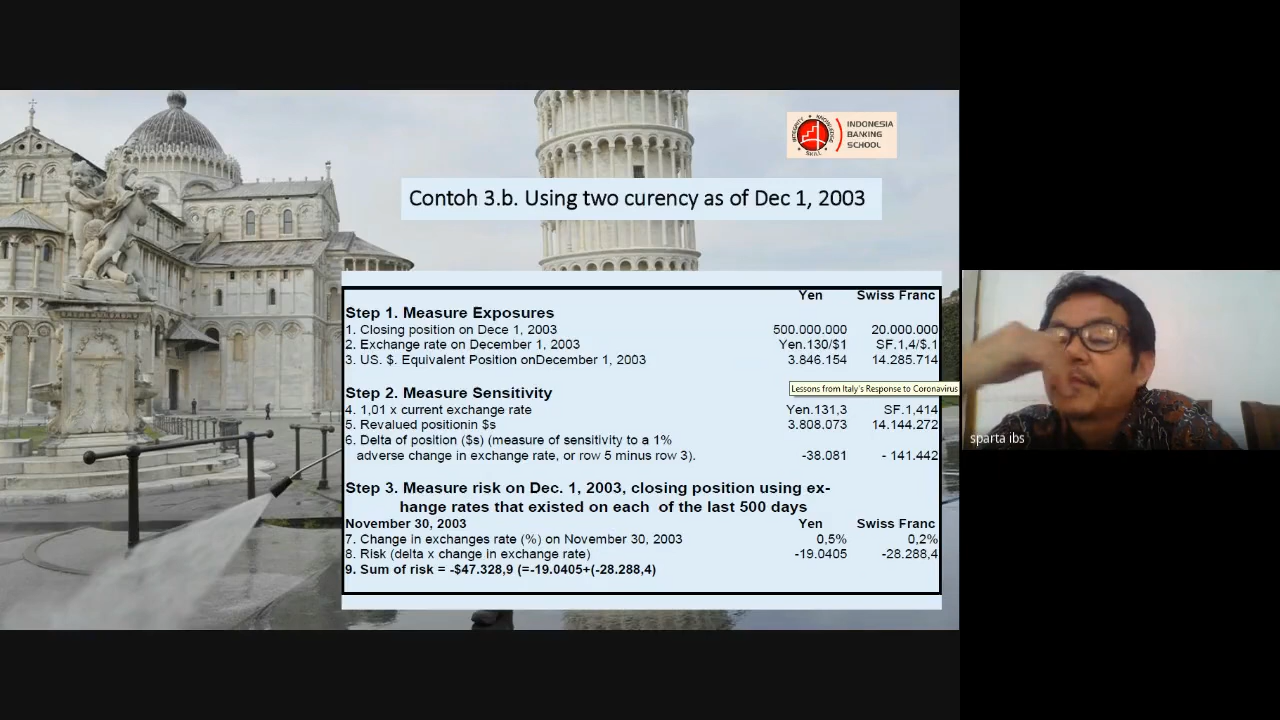 INTEGRITY KNOWLEDGE SKILL
INDONESIA
BANKING
SCHOOL
Contoh 3.b. Using two curency as of Dec 1, 2003
Yen Swiss Franc
Step 1. Measure Exposures
1. Closing position on Dece 1, 2003 500.000.000 20.000.000
2. Exchange rate on December 1, 2003 Yen.130/$1 SF.1,4/$.1
3. US. $. Equivalent Position onDecember 1, 2003 3.846.154 14.285.714
Lessons from Italy's Response to Coronavirus
Step 2. Measure Sensitivity
4. 1,01 x current exchange rate Yen.131,3 SF.1,414
5. Revalued positionin $s 3.808.073 14.144.272
6. Delta of position ($s) (measure of sensitivity to a 1%
adverse change in exchange rate, or row 5 minus row 3). -38.081 - 141.442
Step 3. Measure risk on Dec. 1, 2003, closing position using ex-
hange rates that existed on each of the last 500 days
November 30, 2003 Yen Swiss Franc
7. Change in exchanges rate (%) on November 30, 2003 0,5% 0,2%
8. Risk (delta x change in exchange rate) -19.0405 -28.288,4
9. Sum of risk = -$47.328,9 (=-19.0405+(-28.288,4)
sparta ibs